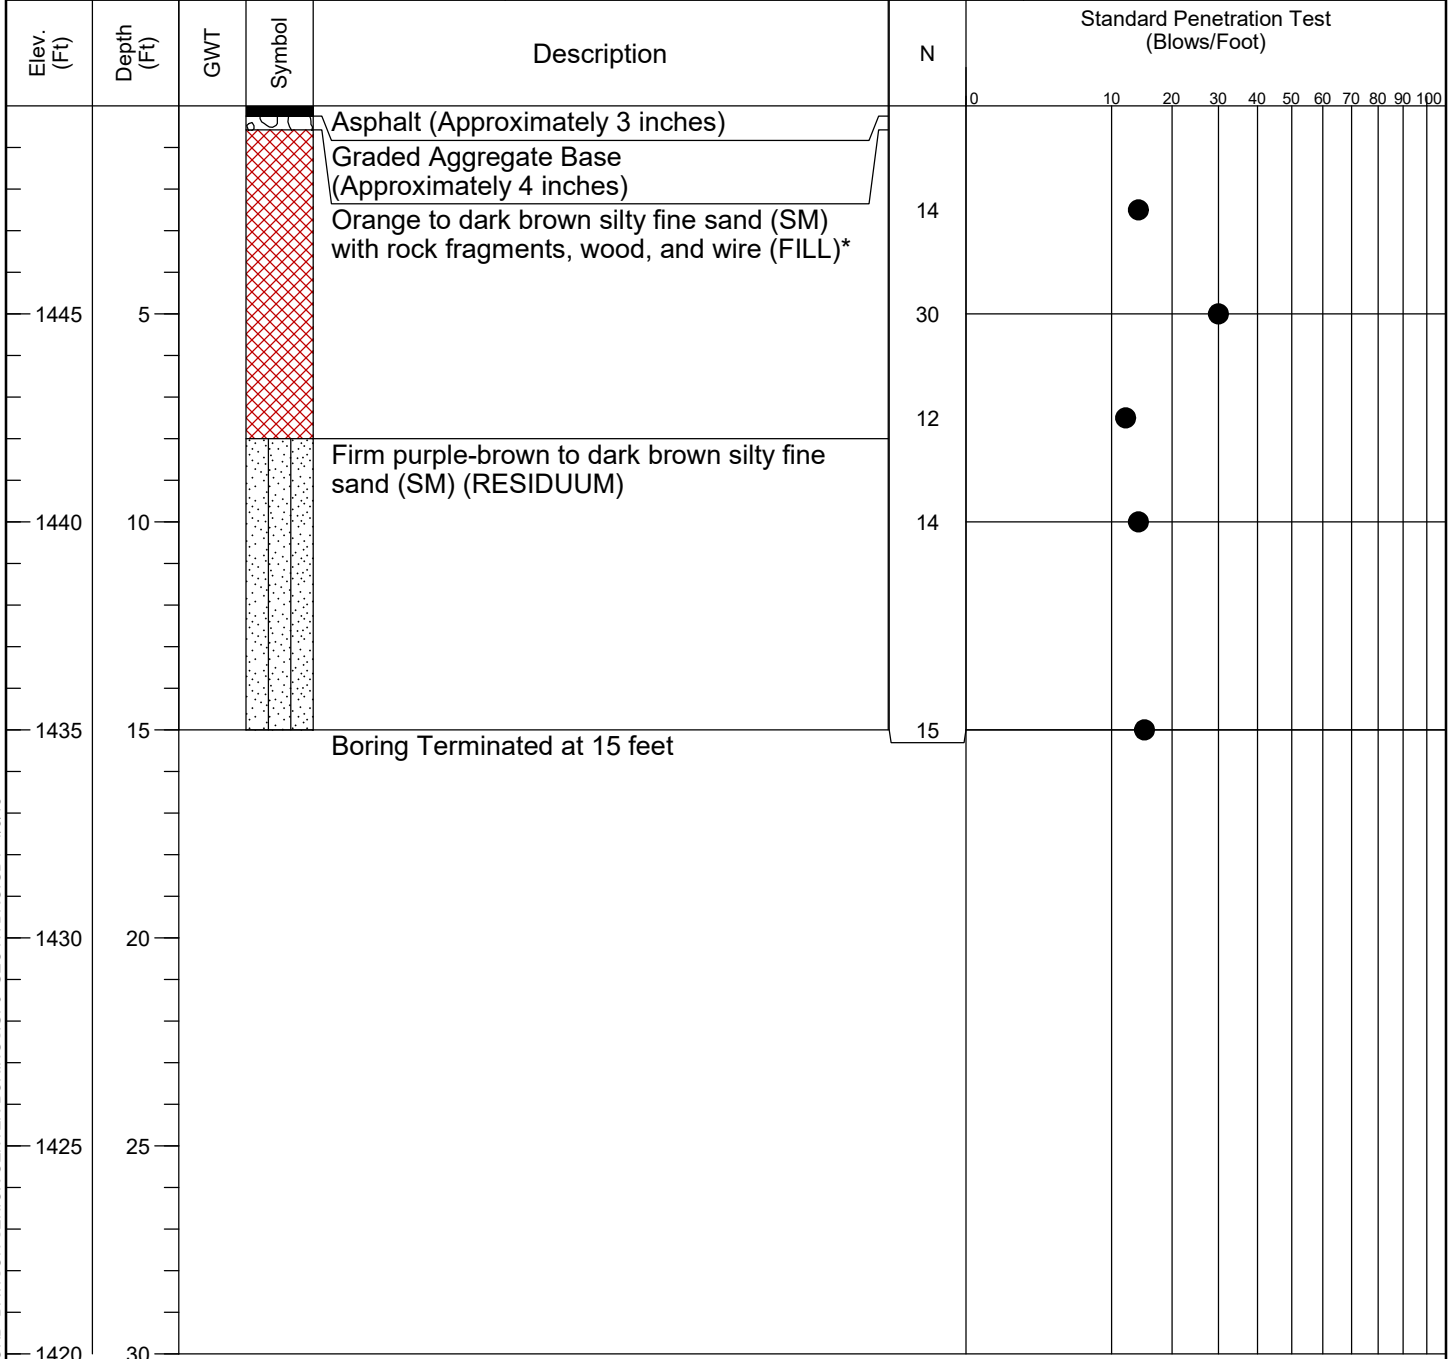 Elev.
(Ft)
Depth
(Ft)
GWT
Symbol
Description
N
Standard Penetration Test
(Blows/Foot)
0 10 20 30 40 50 60 70 80 90 100
Asphalt (Approximately 3 inches)
Graded Aggregate Base
(Approximately 4 inches)
Orange to dark brown silty fine sand (SM)
with rock fragments, wood, and wire (FILL)*
14
1445 5 30
12
Firm purple-brown to dark brown silty fine
sand (SM) (RESIDUUM)
1440 10 14
1435 15 15
Boring Terminated at 15 feet
1430 20
1425 25
1420 30